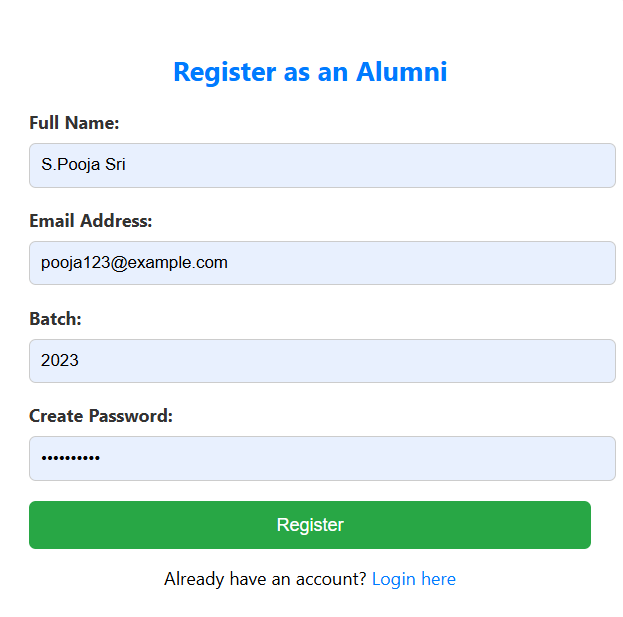 Register as an Alumni
Full Name:
S.Pooja Sri
Email Address:
pooja123@example.com
Batch:
2023
Create Password:
••••••••••
Register
Already have an account? Login here